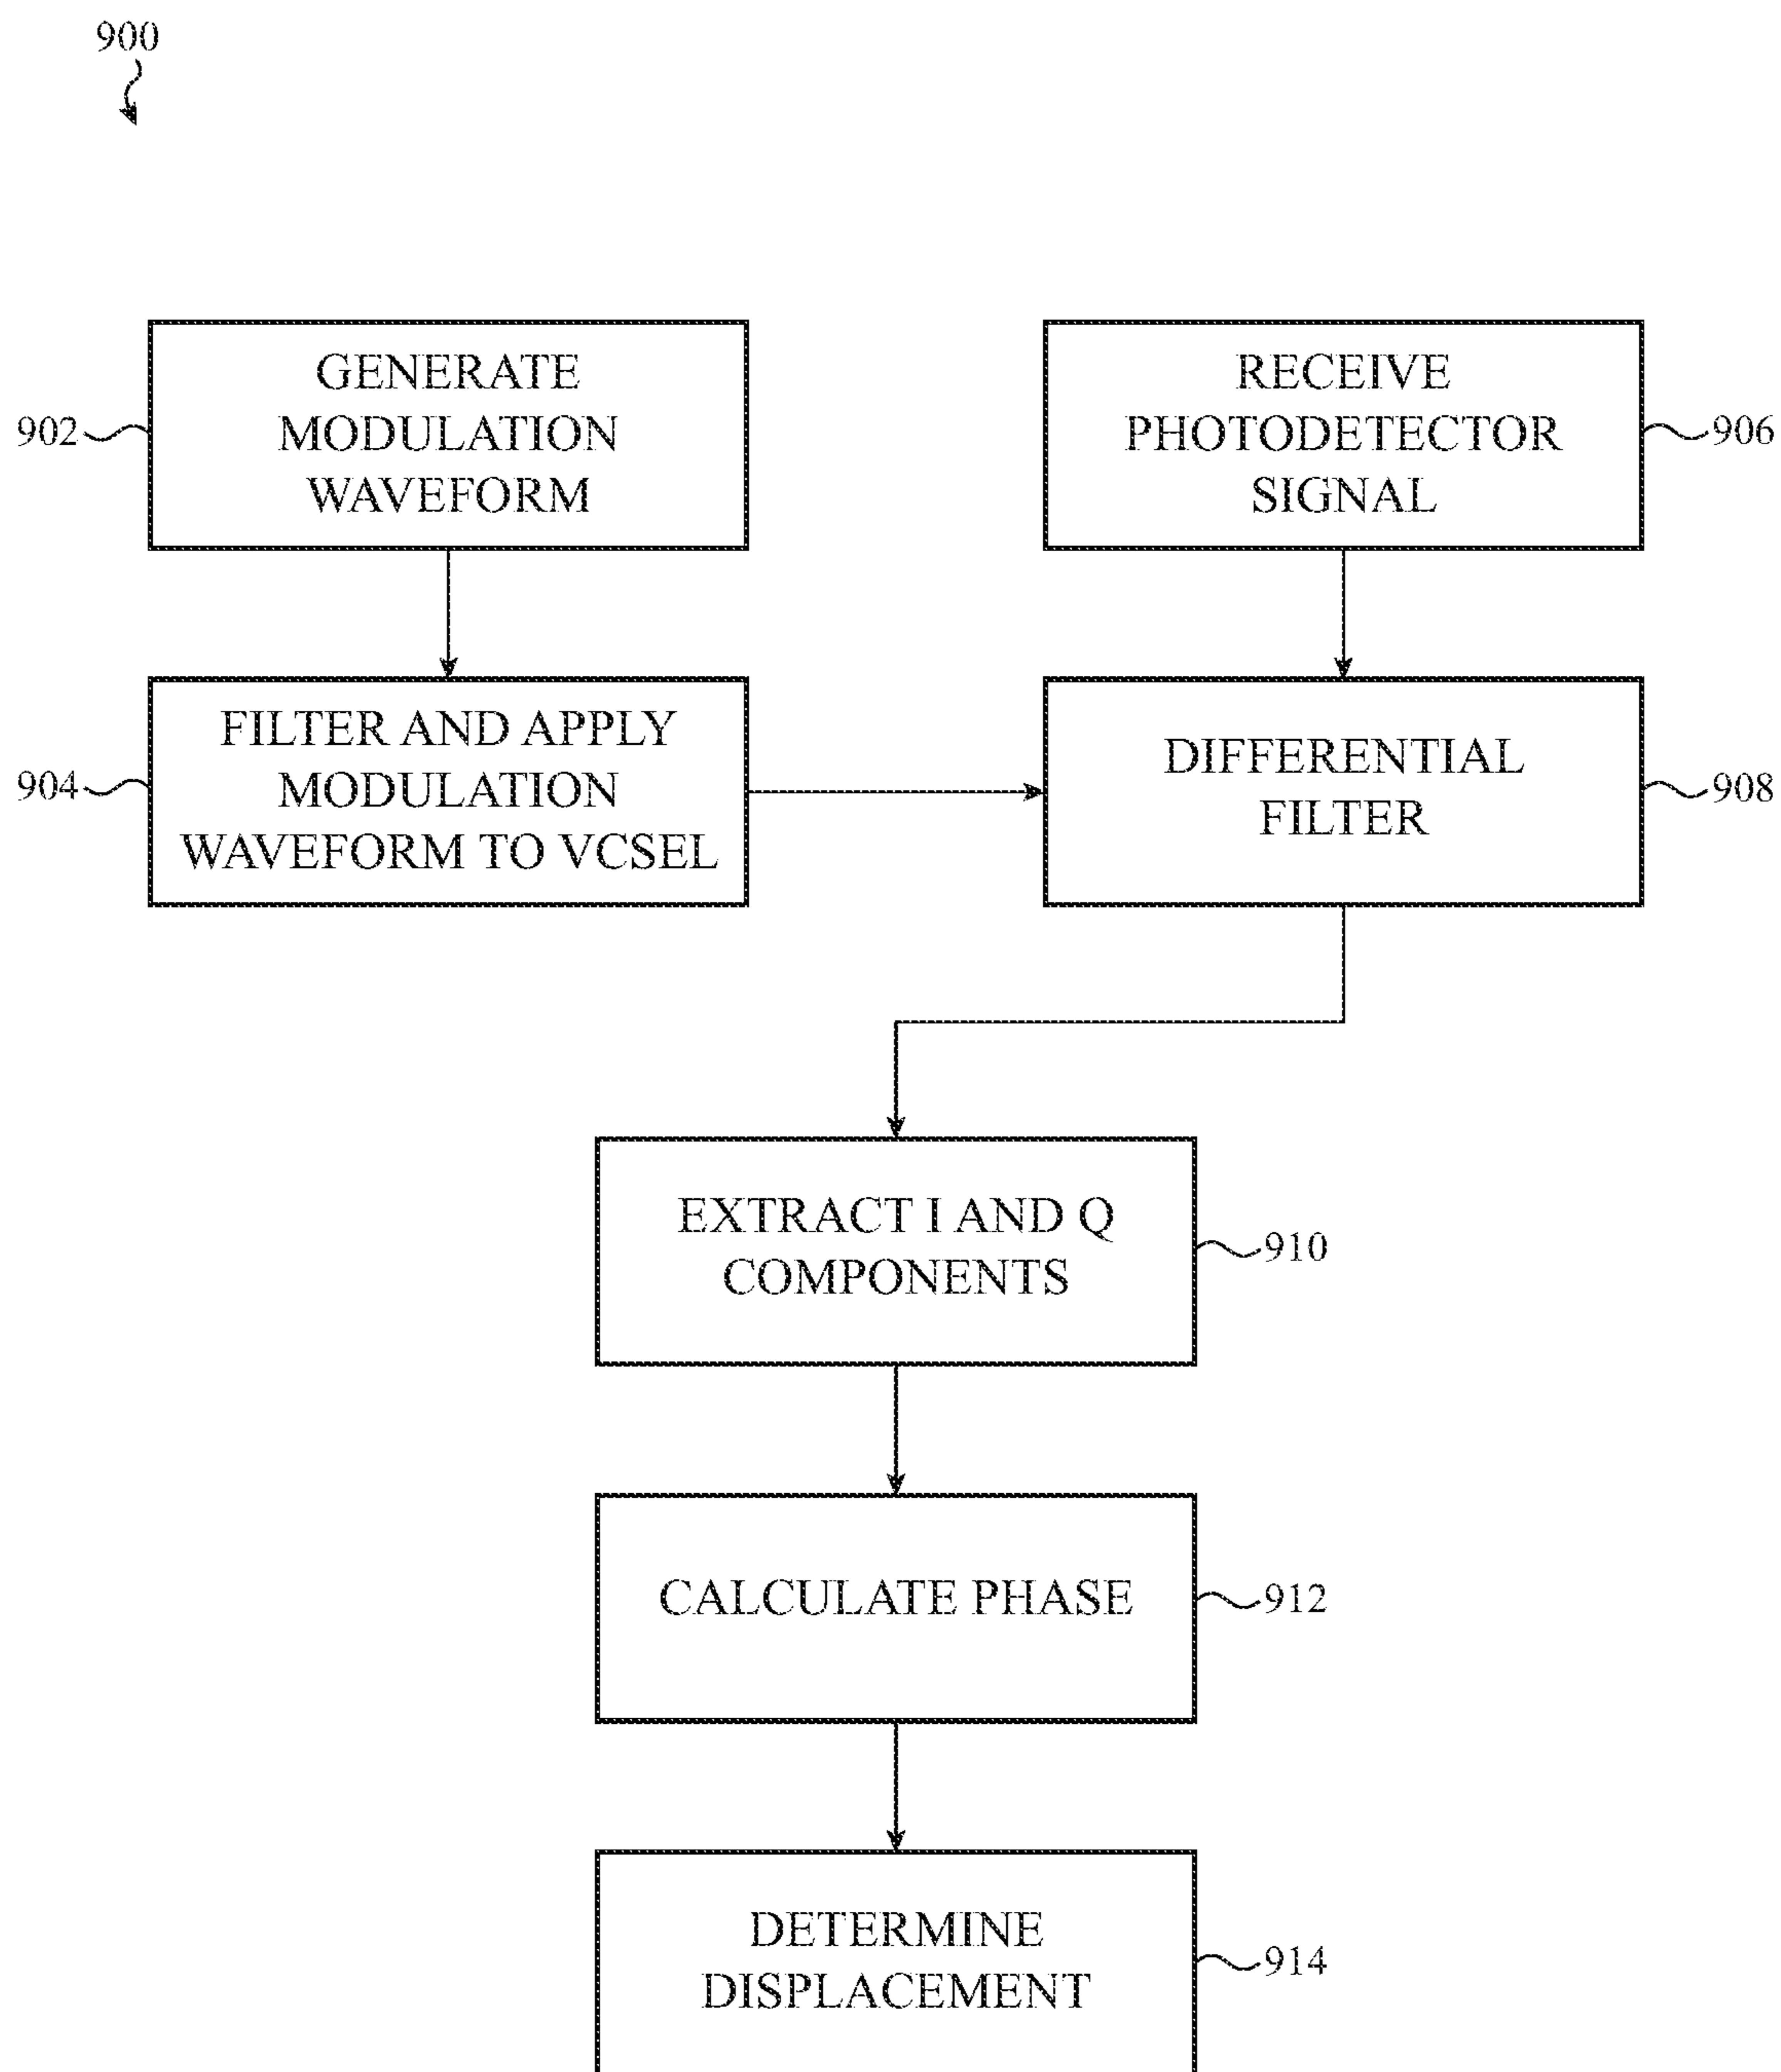 900
GENERATE
MODULATION
WAVEFORM
902
RECEIVE
PHOTODETECTOR
SIGNAL
906
FILTER AND APPLY
MODULATION
WAVEFORM TO VCSEL
904
DIFFERENTIAL
FILTER
908
EXTRACT I AND Q
COMPONENTS
910
CALCULATE PHASE
912
DETERMINE
DISPLACEMENT
914